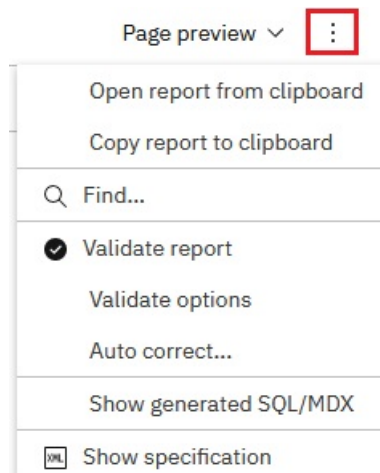 Page preview
Open report from clipboard
Copy report to clipboard
Find...
Validate report
Validate options
Auto correct...
Show generated SQL/MDX
XML Show specification